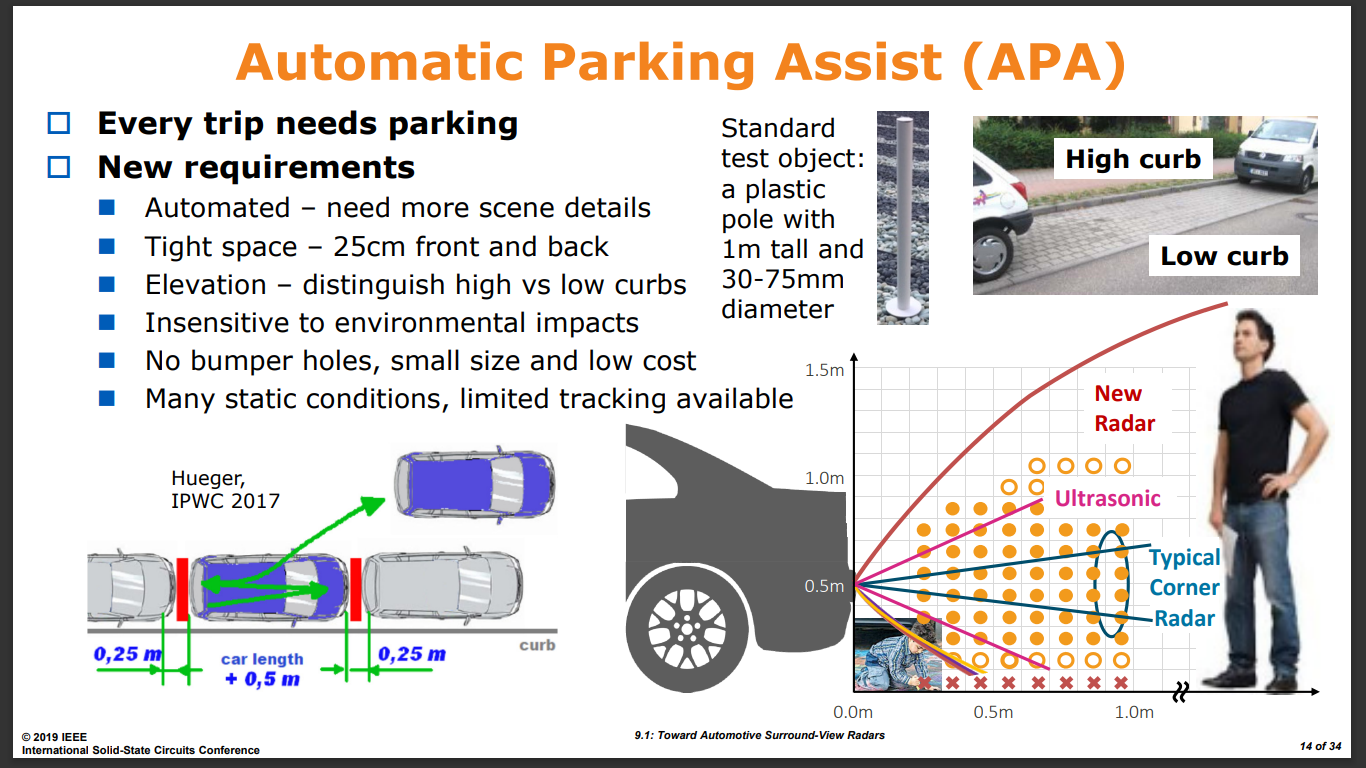 Automatic Parking Assist (APA)
Every trip needs parking
New requirements
Automated – need more scene details
Tight space – 25cm front and back
Elevation – distinguish high vs low curbs
Insensitive to environmental impacts
No bumper holes, small size and low cost
Many static conditions, limited tracking available
Standard
test object:
a plastic
pole with
1m tall and
30-75mm
diameter
High curb
Low curb
Hueger,
IPWC 2017
0,25 m
car length
+ 0,5 m
0,25 m
curb
1.5m
1.0m
0.5m
0.0m
0.5m
1.0m
New
Radar
Ultrasonic
Typical
Corner
Radar
© 2019 IEEE
International Solid-State Circuits Conference
9.1: Toward Automotive Surround-View Radars
14 of 34